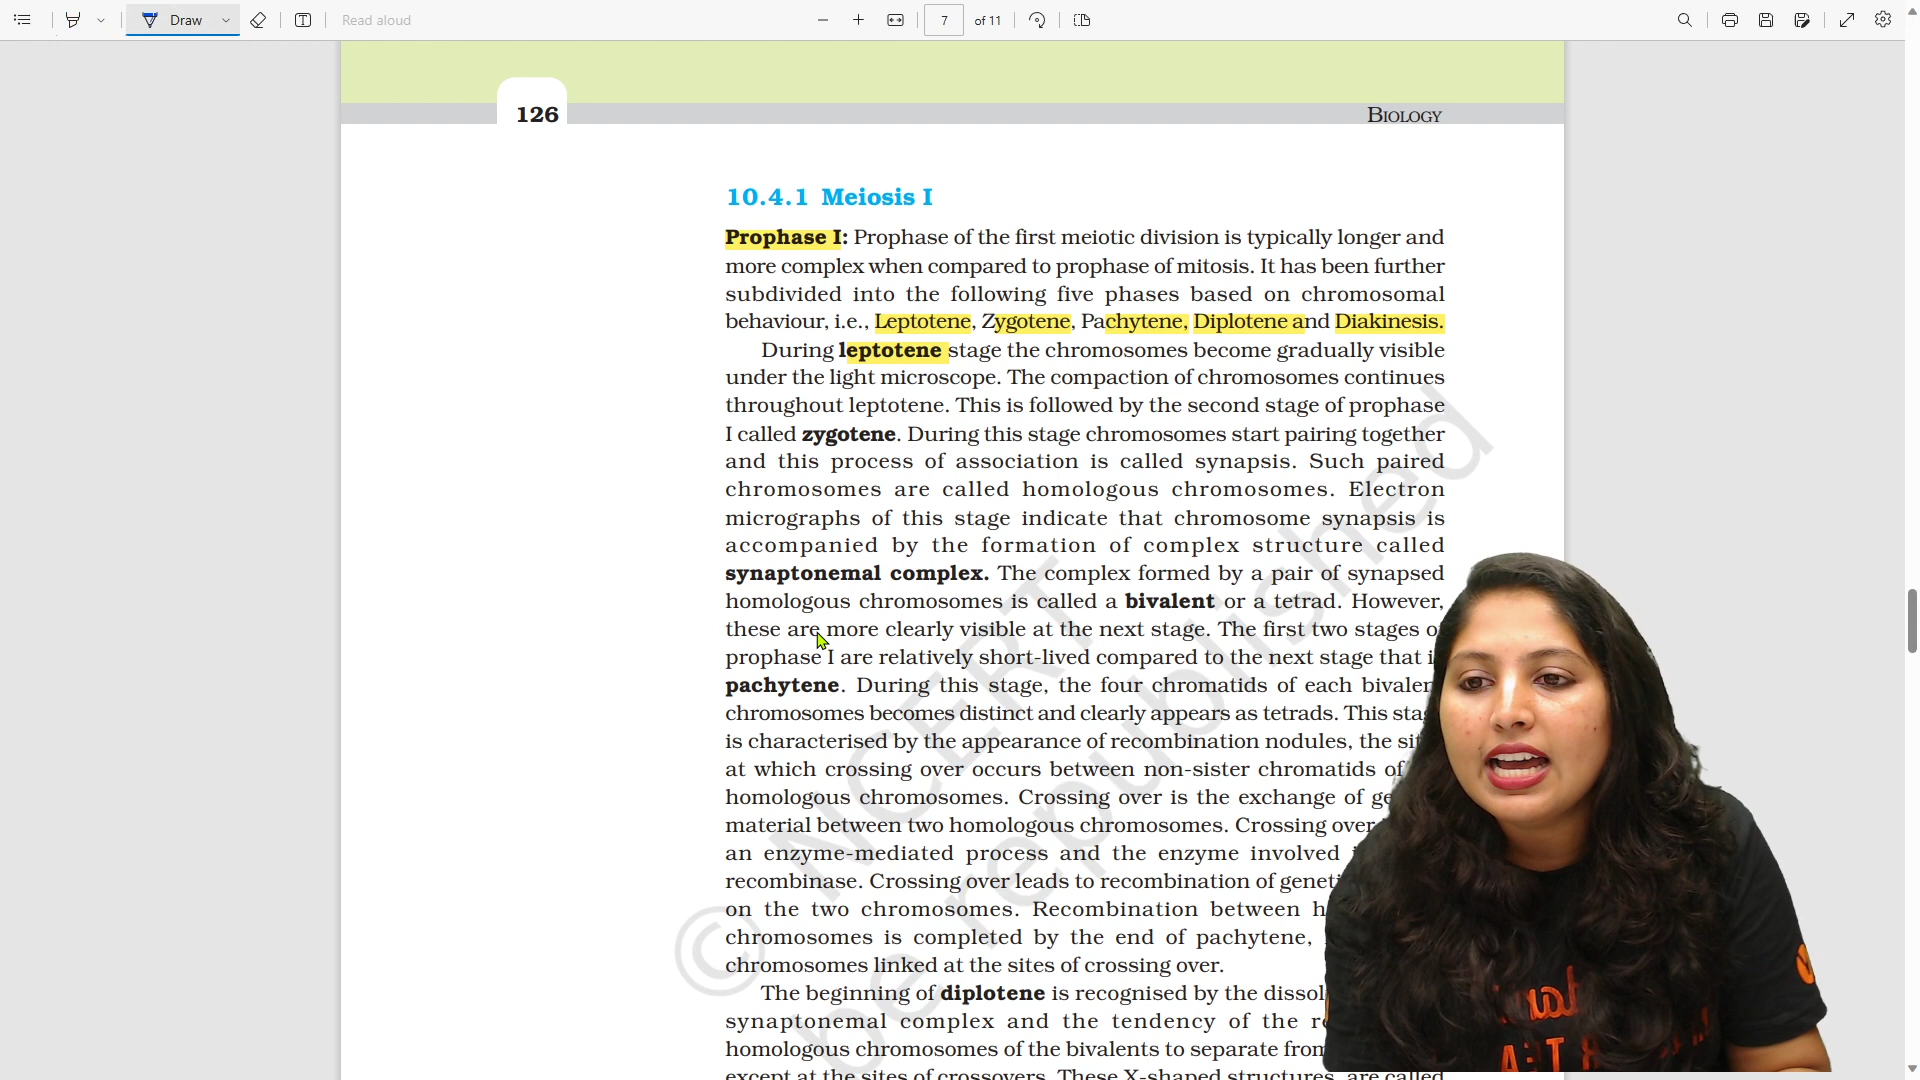 Draw
Read aloud
7 of 11
126
BIOLOGY
10.4.1 Meiosis I
Prophase I: Prophase of the first meiotic division is typically longer and
more complex when compared to prophase of mitosis. It has been further
subdivided into the following five phases based on chromosomal
behaviour, i.e., Leptotene, Zygotene, Pachytene, Diplotene and Diakinesis.
During leptotene stage the chromosomes become gradually visible
under the light microscope. The compaction of chromosomes continues
throughout leptotene. This is followed by the second stage of prophase
I called zygotene. During this stage chromosomes start pairing together
and this process of association is called synapsis. Such paired
chromosomes are called homologous chromosomes. Electron
micrographs of this stage indicate that chromosome synapsis is
accompanied by the formation of complex structure called
synaptonemal complex. The complex formed by a pair of synapsed
homologous chromosomes is called a bivalent or a tetrad. However,
these are more clearly visible at the next stage. The first two stages
prophase I are relatively short-lived compared to the next stage that
pachytene. During this stage, the four chromatids of each
chromosomes becomes distinct and clearly appears as tetrads. This
is characterised by the appearance of recombination nodules, the
at which crossing over occurs between non-sister chromatids of
homologous chromosomes. Crossing over is the exchange of
material between two homologous chromosomes. Crossing over
an enzyme-mediated process and the enzyme involved
recombinase. Crossing over leads to recombination of
on the two chromosomes. Recombination between
chromosomes is completed by the end of pachytene,
chromosomes linked at the sites of crossing over.
The beginning of diplotene is recognised by the
synaptonemal complex and the tendency of the
homologous chromosomes of the bivalents to separate from
except at the sites of crossovers. These X-shaped structures, are called
© NCERT
be republished